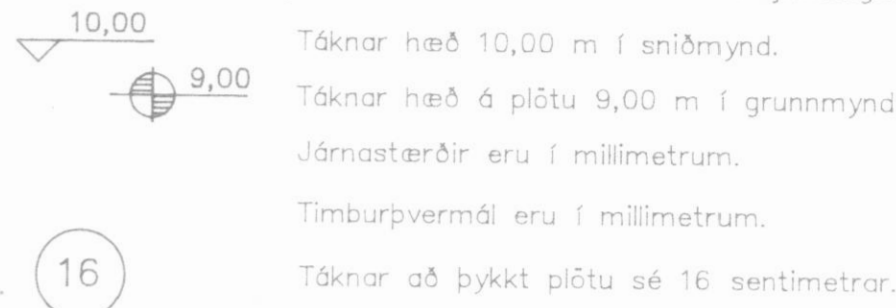 10,00 Táknar hæð 10,00 m í sniðmynd.
9,00 Táknar hæð á plötu 9,00 m í grunnmynd
Járnastærðir eru í millimetrum.
Timburþvermál eru í millimetrum.
16 Táknar að þykkt plötu sé 16 sentimetrar.